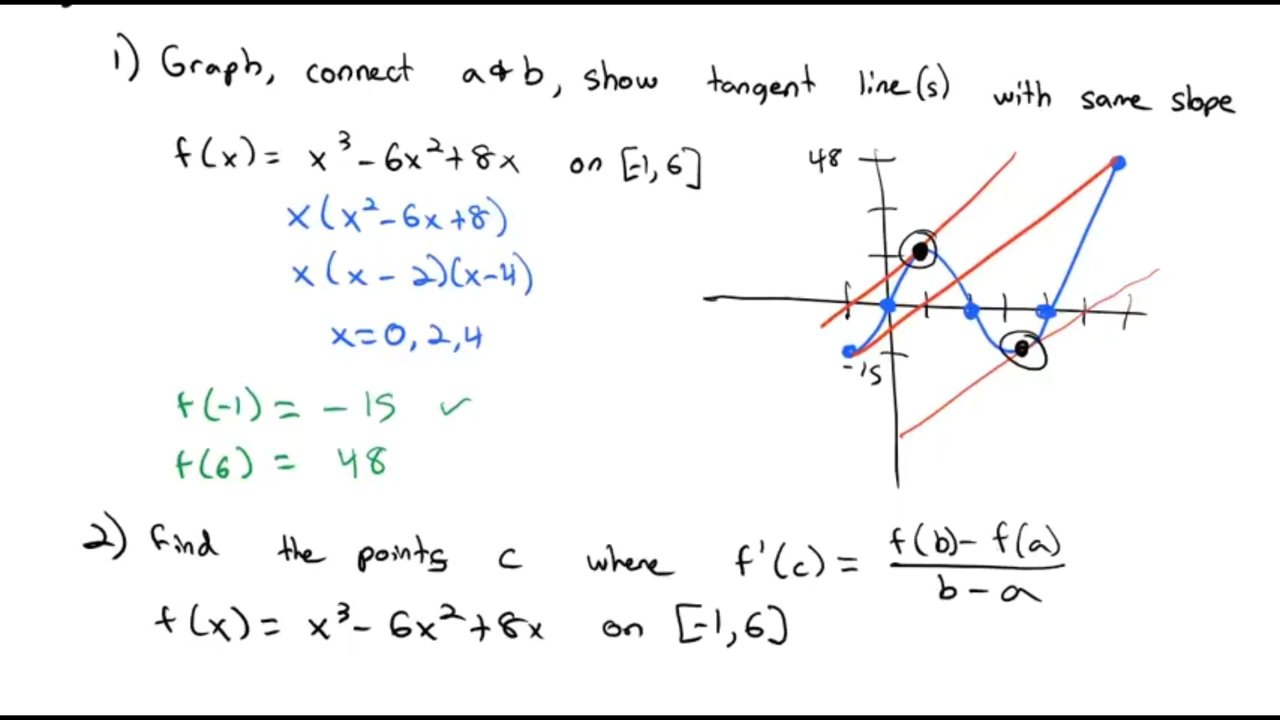 1) Graph, connect a & b, show tangent line(s) with same slope
f(x) = x³ - 6x² + 8x on [-1, 6]
x(x² - 6x + 8)
x(x - 2)(x - 4)
x = 0, 2, 4
f(-1) = -15 ✓
f(6) = 48
48
-15
2) Find the points c where f'(c) = f(b) - f(a) / b - a
f(x) = x³ - 6x² + 8x on [-1, 6]